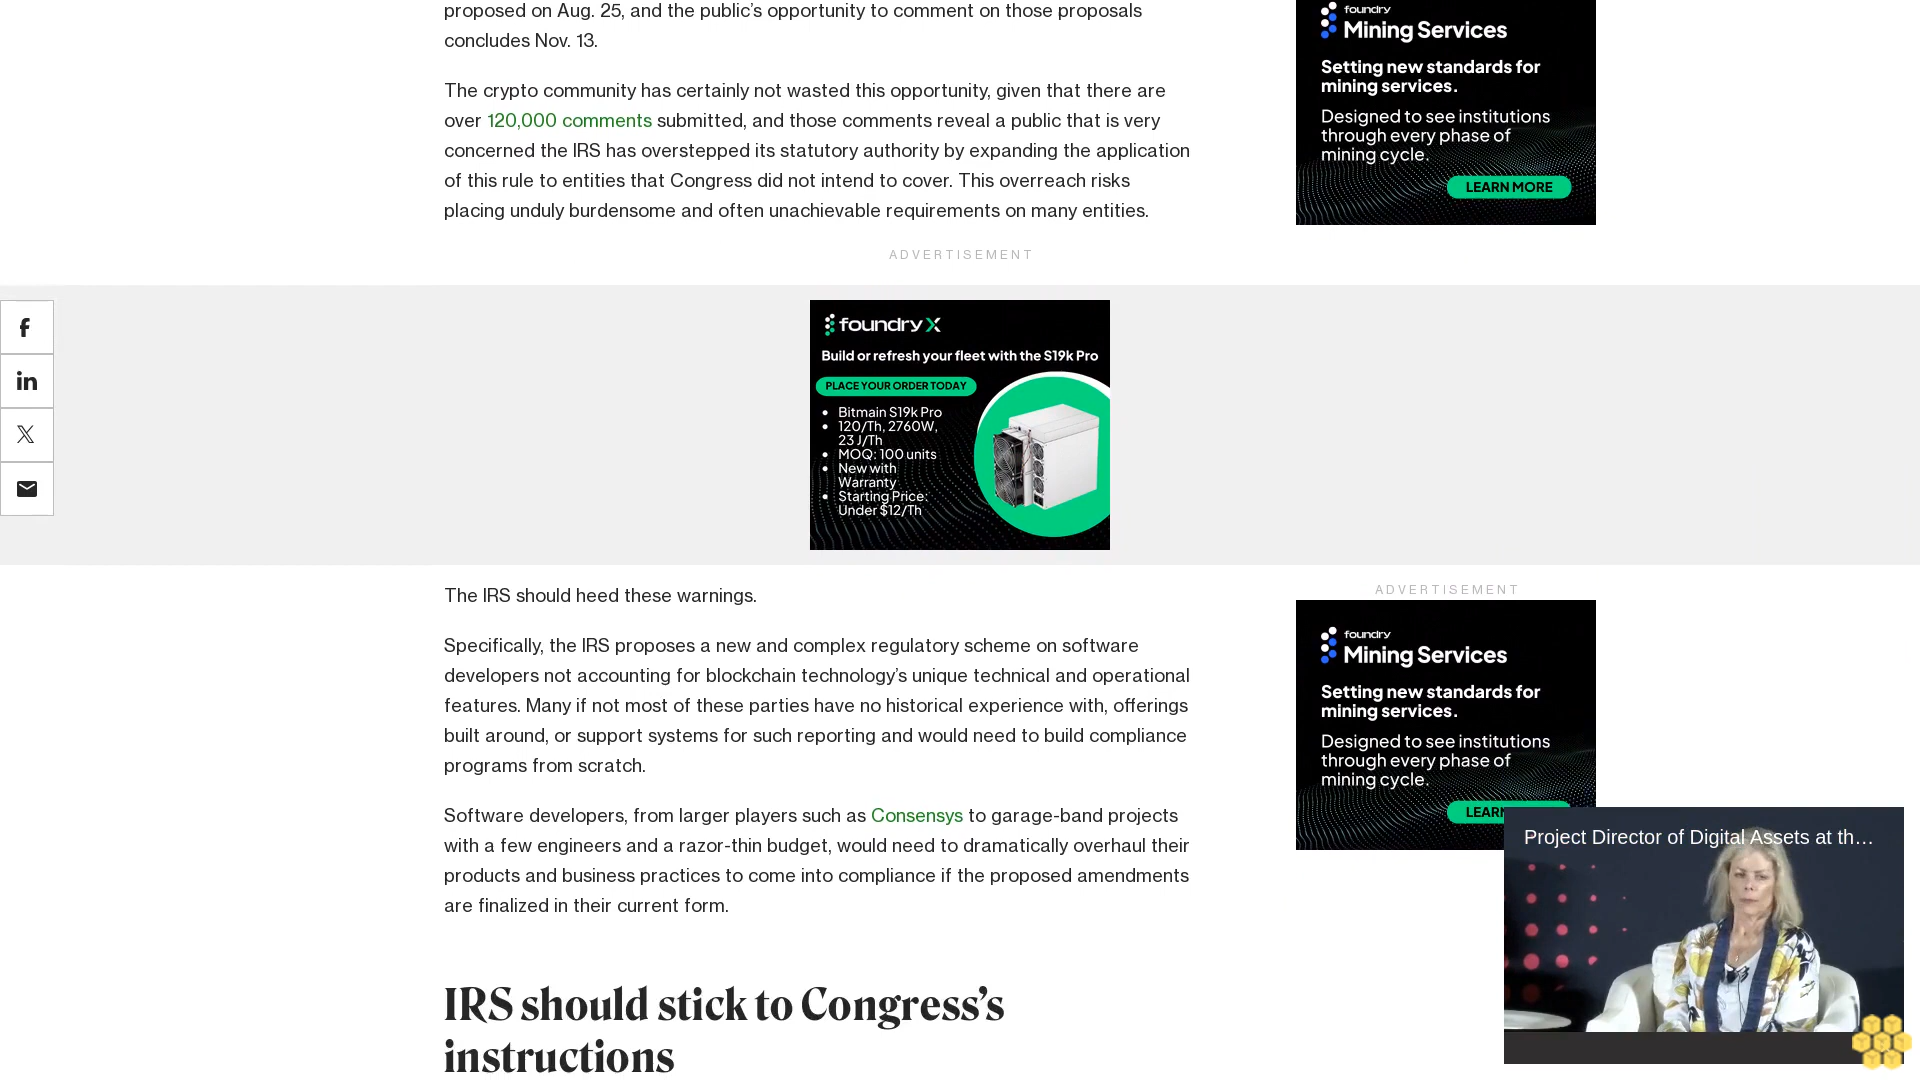 proposed on Aug. 25, and the public’s opportunity to comment on those proposals
concludes Nov. 13.
The crypto community has certainly not wasted this opportunity, given that there are
over 120,000 comments submitted, and those comments reveal a public that is very
concerned the IRS has overstepped its statutory authority by expanding the application
of this rule to entities that Congress did not intend to cover. This overreach risks
placing unduly burdensome and often unachievable requirements on many entities.
foundry
Mining Services
Setting new standards for
mining services.
Designed to see institutions
through every phase of
mining cycle.
LEARN MORE
ADVERTISEMENT
foundry X
Build or refresh your fleet with the S19k Pro
PLACE YOUR ORDER TODAY
• Bitmain S19k Pro
• 120/Th, 2760W,
23 J/Th
• MOQ: 100 units
• New with
Warranty
• Starting Price:
Under $12/Th
The IRS should heed these warnings.
Specifically, the IRS proposes a new and complex regulatory scheme on software
developers not accounting for blockchain technology’s unique technical and operational
features. Many if not most of these parties have no historical experience with, offerings
built around, or support systems for such reporting and would need to build compliance
programs from scratch.
Software developers, from larger players such as Consensys to garage-band projects
with a few engineers and a razor-thin budget, would need to dramatically overhaul their
products and business practices to come into compliance if the proposed amendments
are finalized in their current form.
IRS should stick to Congress’s
instructions
ADVERTISEMENT
foundry
Mining Services
Setting new standards for
mining services.
Designed to see institutions
through every phase of
mining cycle.
LEARN
Project Director of Digital Assets at th…